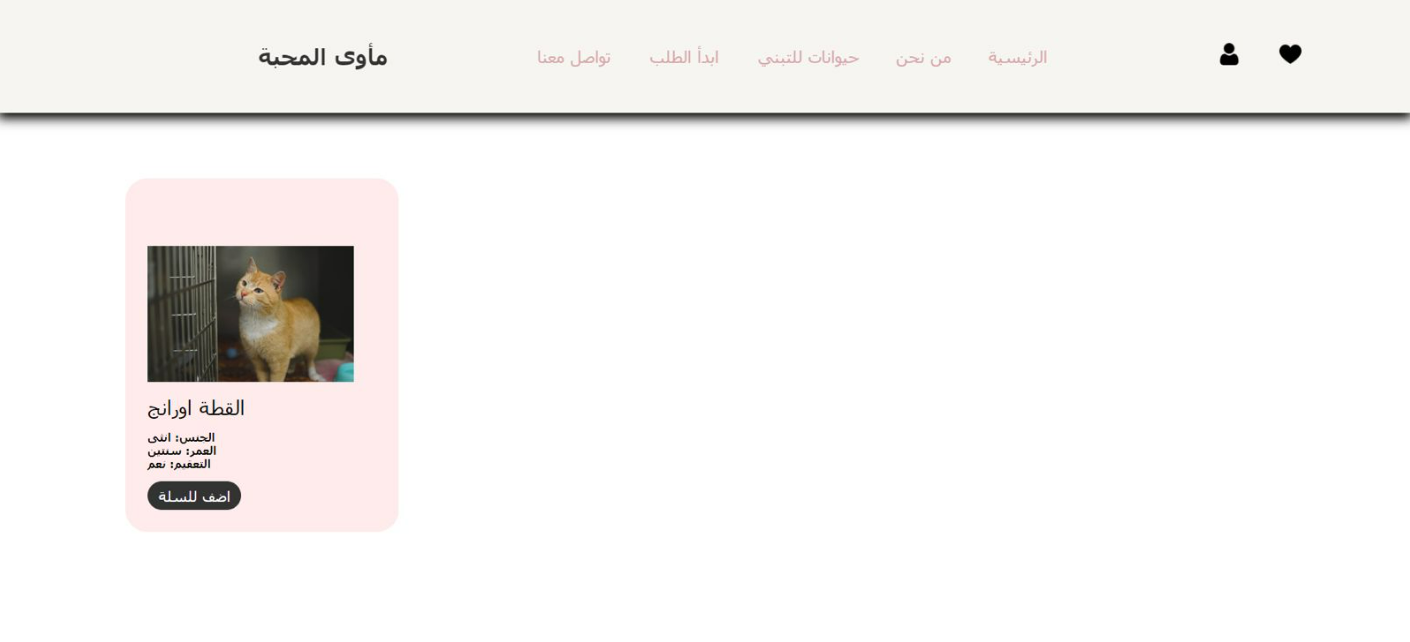 مأوى المحبة
الرئيسية
من نحن
حيوانات للتبني
ابدأ الطلب
تواصل معنا
القطة اورانج
الجنس: انثى
العمر: سنتين
التعقيم: نعم
اضف للسلة